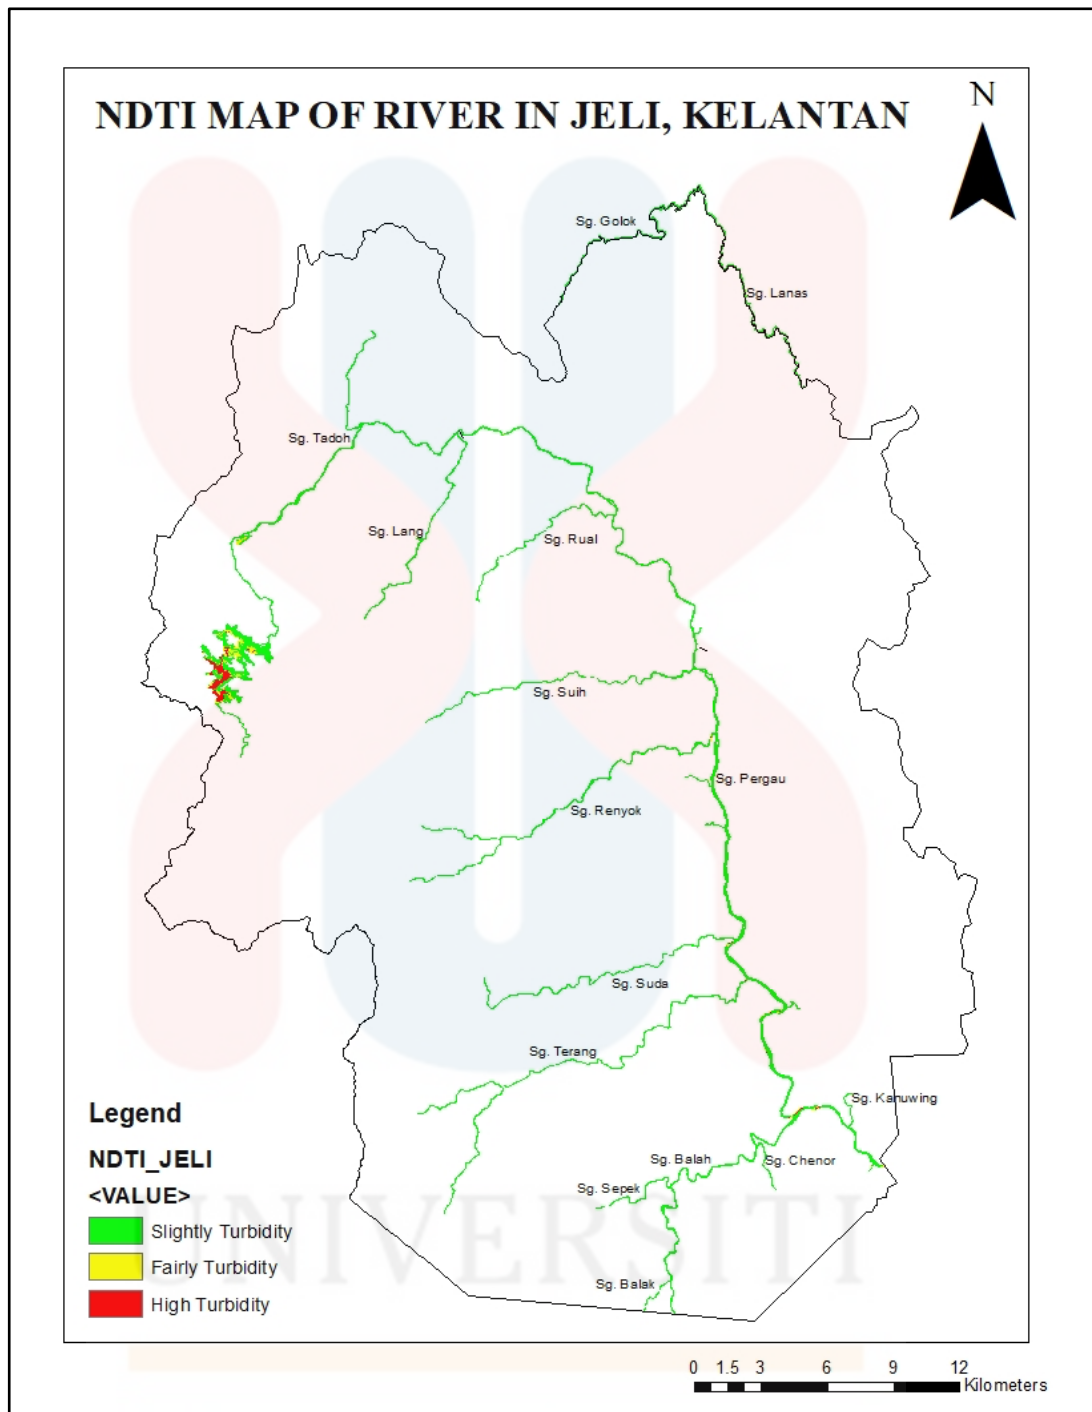 NDTI MAP OF RIVER IN JELI, KELANTAN
N
Sg. Golok
Sg. Lanas
Sg. Tadoh
Sg. Lang
Sg. Rual
Sg. Suih
Sg. Pergau
Sg. Renyok
Sg. Suda
Sg. Terang
Sg. Kanuwing
Sg. Balah
Sg. Chenor
Sg. Sepek
Sg. Balak
Legend
NDTI_JELI
<VALUE>
Slightly Turbidity
Fairly Turbidity
High Turbidity
UNIVERSITI
0 1.5 3 6 9 12
Kilometers